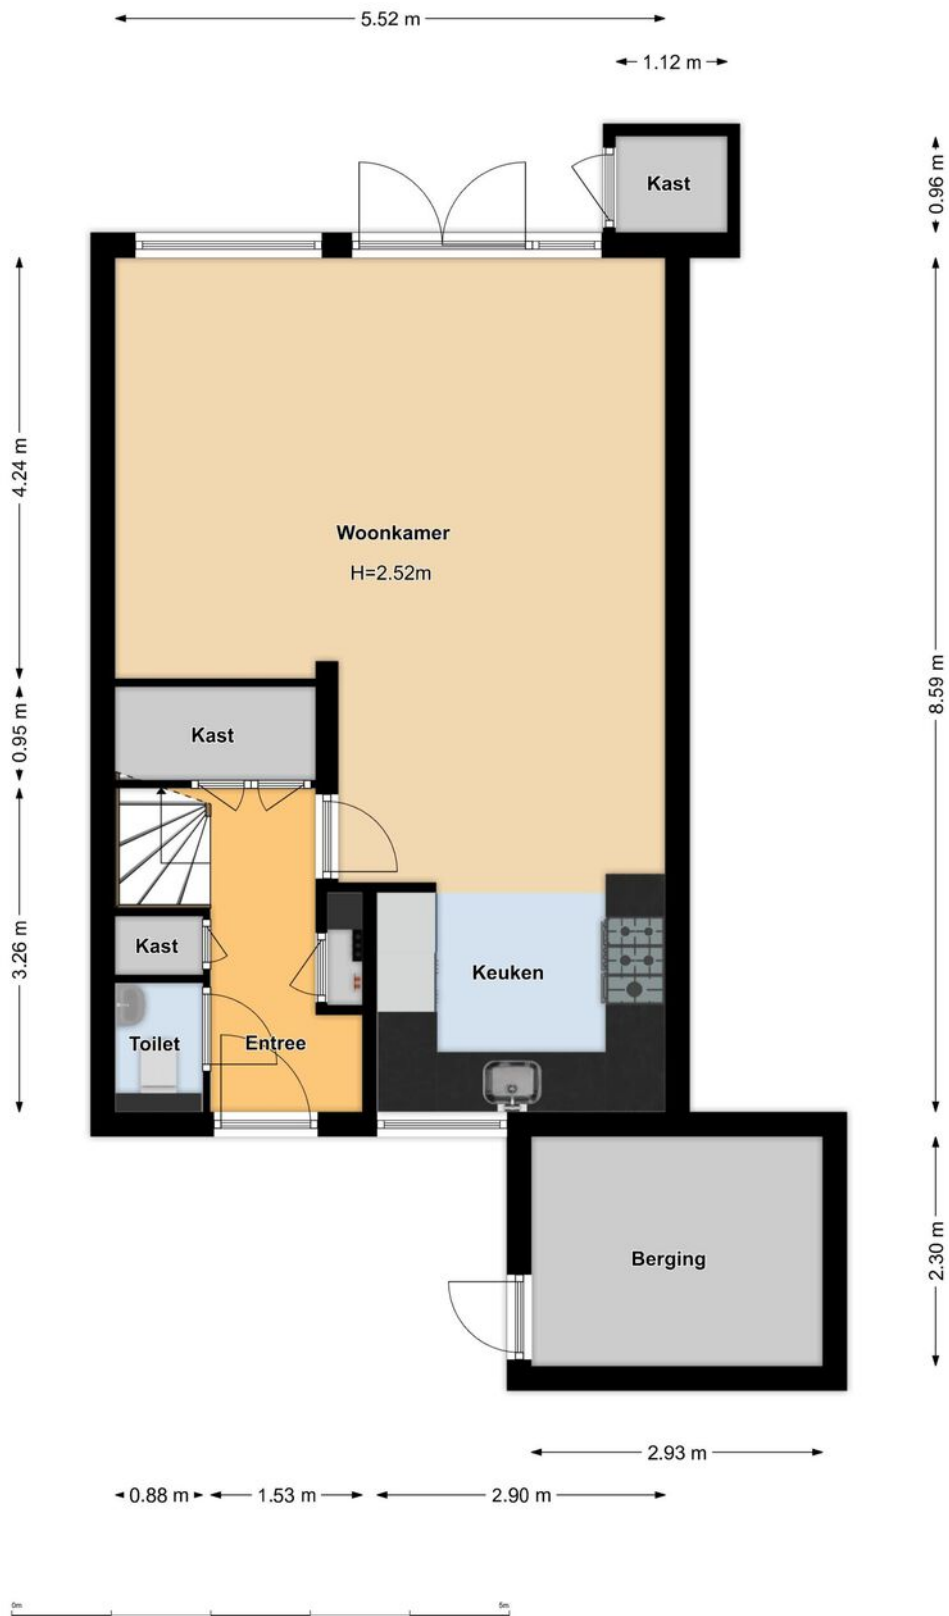 5.52 m
1.12 m
Kast
0.96 m
4.24 m
Woonkamer
H=2.52m
8.59 m
0.95 m
Kast
3.26 m
Kast
Keuken
Toilet
Entree
Berging
2.30 m
2.93 m
0.88 m
1.53 m
2.90 m
0m
5m